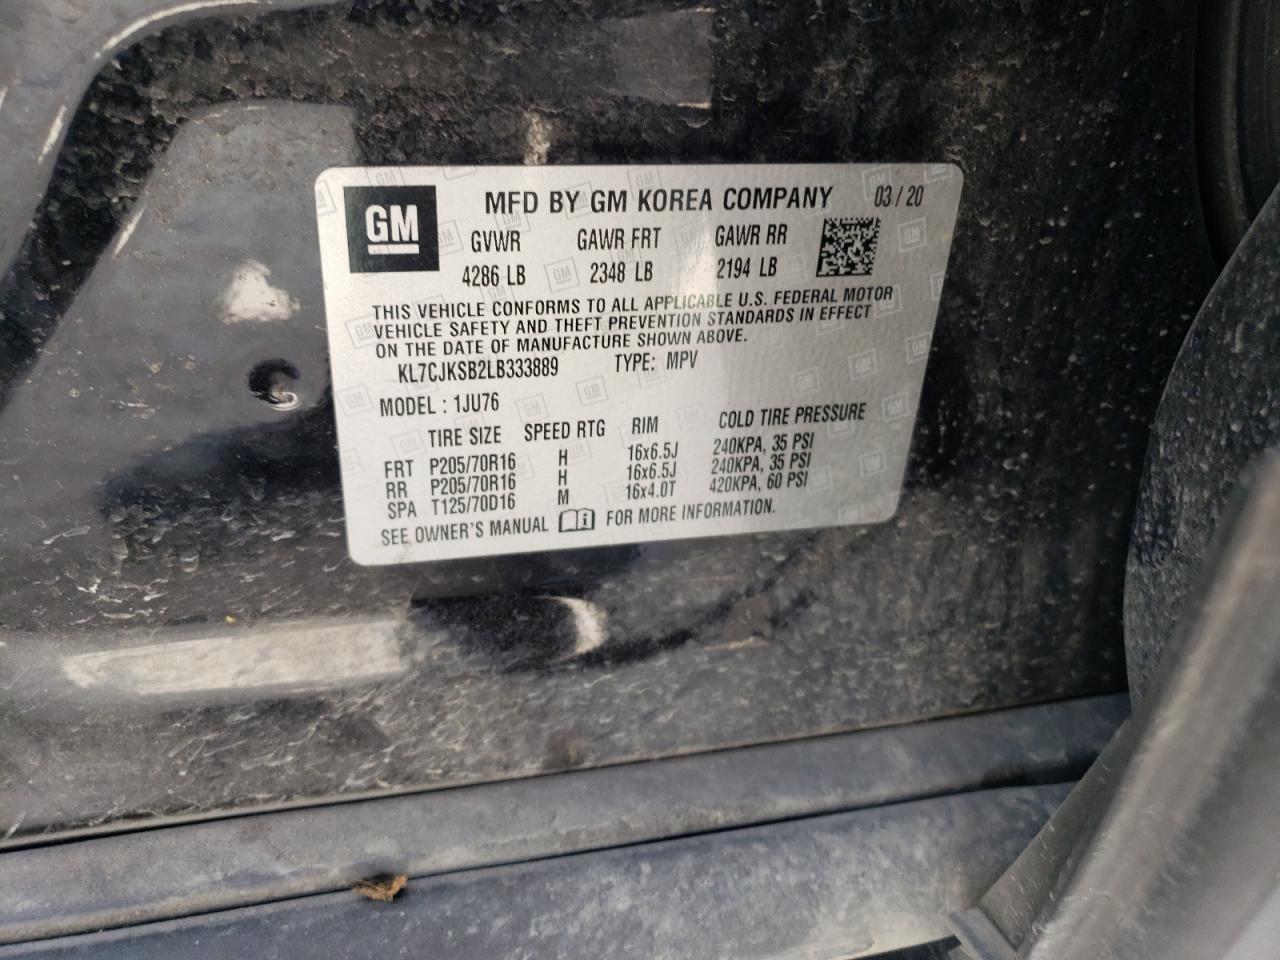 GM
MFD BY GM KOREA COMPANY 03/20
GVWR GAWR FRT GAWR RR
4286 LB 2348 LB 2194 LB
THIS VEHICLE CONFORMS TO ALL APPLICABLE U.S. FEDERAL MOTOR
VEHICLE SAFETY AND THEFT PREVENTION STANDARDS IN EFFECT
ON THE DATE OF MANUFACTURE SHOWN ABOVE.
KL7CJKSB2LB333889 TYPE: MPV
MODEL : 1JU76
TIRE SIZE SPEED RTG RIM COLD TIRE PRESSURE
FRT P205/70R16 H 16x6.5J 240KPA, 35 PSI
RR P205/70R16 H 16x6.5J 240KPA, 35 PSI
SPA T125/70D16 M 16x4.0T 420KPA, 60 PSI
SEE OWNER'S MANUAL FOR MORE INFORMATION.